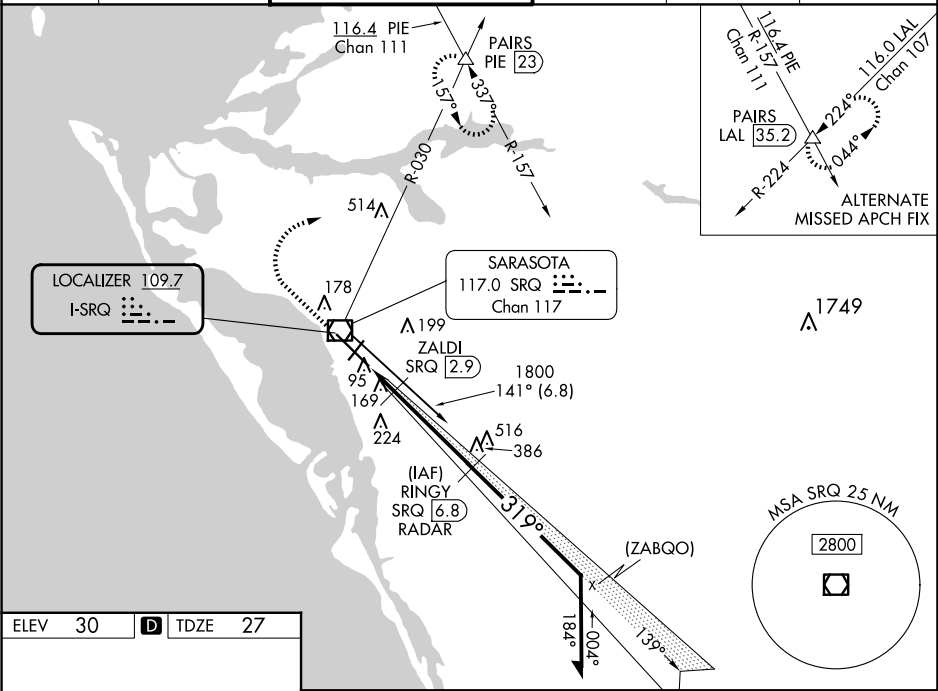 116.4 PIE
Chan 111
PAIRS
PIE 23
157°
337°
R-030
R-157
116.4 PIE
R-157
Chan 111
116.0 LAL
Chan 107
PAIRS
LAL 35.2
224°
044°
R-224
ALTERNATE
MISSED APCH FIX
514
LOCALIZER 109.7
I-SRQ
178
SARASOTA
117.0 SRQ
Chan 117
1749
199
ZALDI
SRQ 2.9
1800
141° (6.8)
95
169
224
516
386
(IAF)
RINGY
SRQ 6.8
RADAR
319°
(ZABQO)
x
184°
004°
139°
MSA SRQ 25 NM
2800
ELEV 30 D TDZE 27